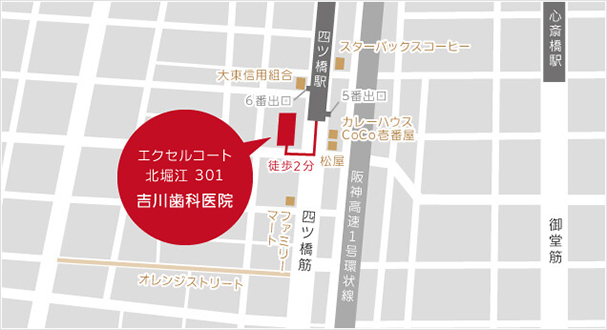 四ツ橋駅
心斎橋駅
スターバックスコーヒー
大東信用組合
6番出口
5番出口
カレーハウス
CoCo壱番屋
松屋
徒歩2分
エクセルコート
北堀江 301
吉川歯科医院
ファミリー
マート
四ツ橋筋
阪神高速1号環状線
御堂筋
オレンジストリート